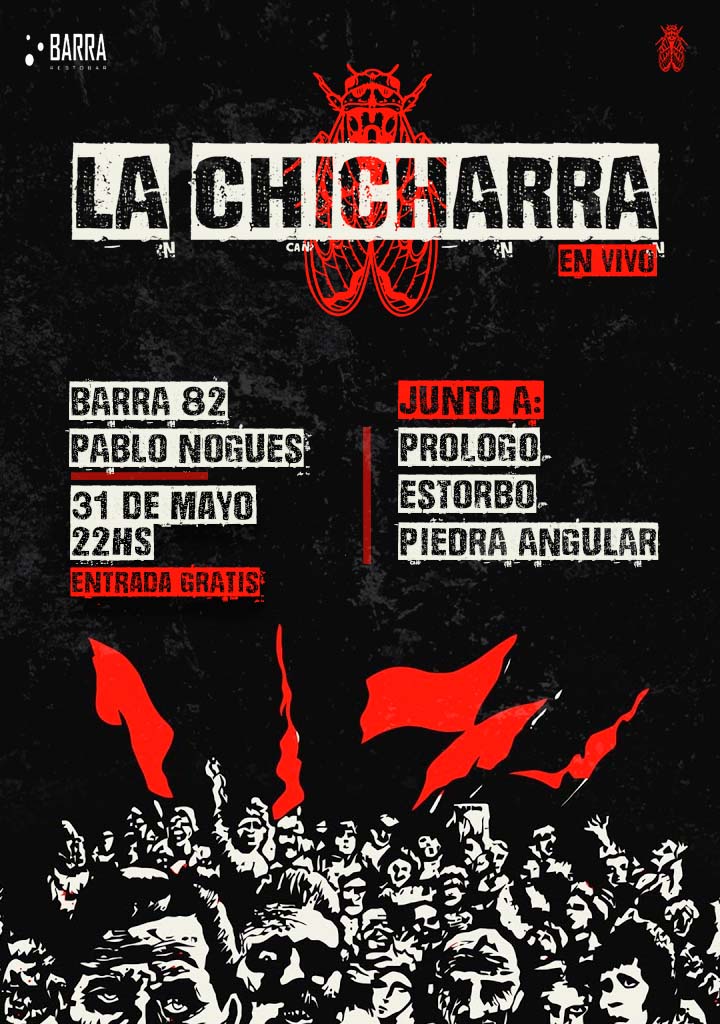 BARRA
RESTOBAR
LA CHICHARRA
EN VIVO
BARRA 82
PABLO NOGUES
31 DE MAYO
22HS
ENTRADA GRATIS
JUNTO A:
PROLOGO
ESTORBO
PIEDRA ANGULAR